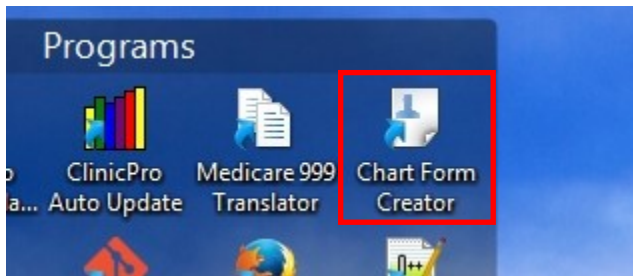 Programs
o ClinicPro Medicare 999 Chart Form
a... Auto Update Translator Creator